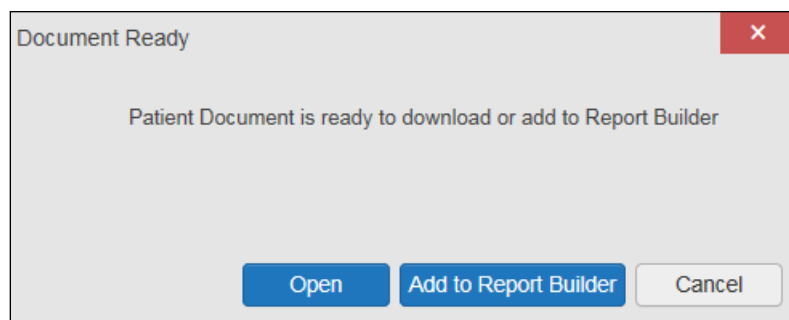 Document Ready
×
Patient Document is ready to download or add to Report Builder
Open Add to Report Builder Cancel